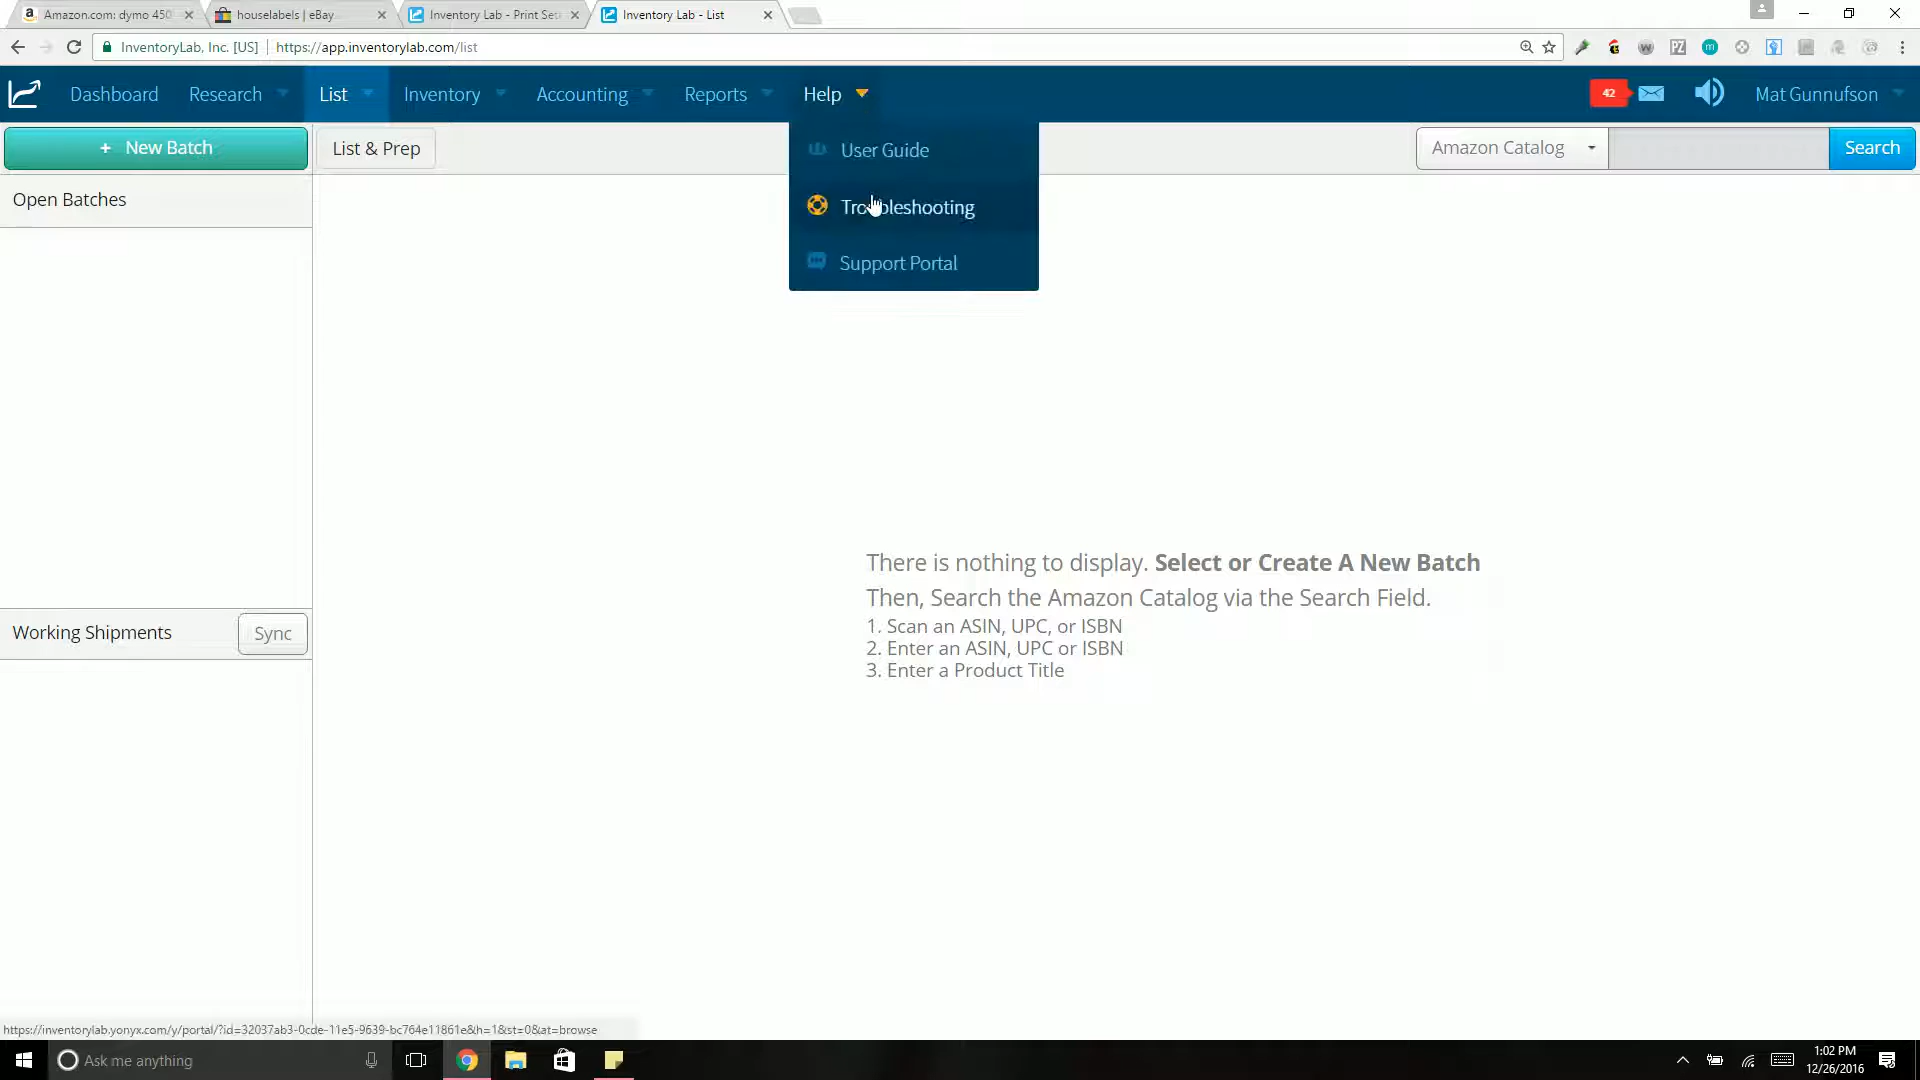 Amazon.com: dymo 450
houselabels | eBay
Inventory Lab - Print Set
Inventory Lab - List
InventoryLab, Inc. [US]
https://app.inventorylab.com/list
Dashboard
Research
List
Inventory
Accounting
Reports
Help
42
Mat Gunnufson
+ New Batch
List & Prep
User Guide
Troubleshooting
Support Portal
Amazon Catalog
Search
Open Batches
There is nothing to display. Select or Create A New Batch
Then, Search the Amazon Catalog via the Search Field.
1. Scan an ASIN, UPC, or ISBN
2. Enter an ASIN, UPC or ISBN
3. Enter a Product Title
Working Shipments
Sync
https://inventorylab.yonyx.com/y/portal/?id=32037ab3-0cde-11e5-9639-bc764e11861e&h=1&st=0&at=browse
Ask me anything
1:02 PM
12/26/2016